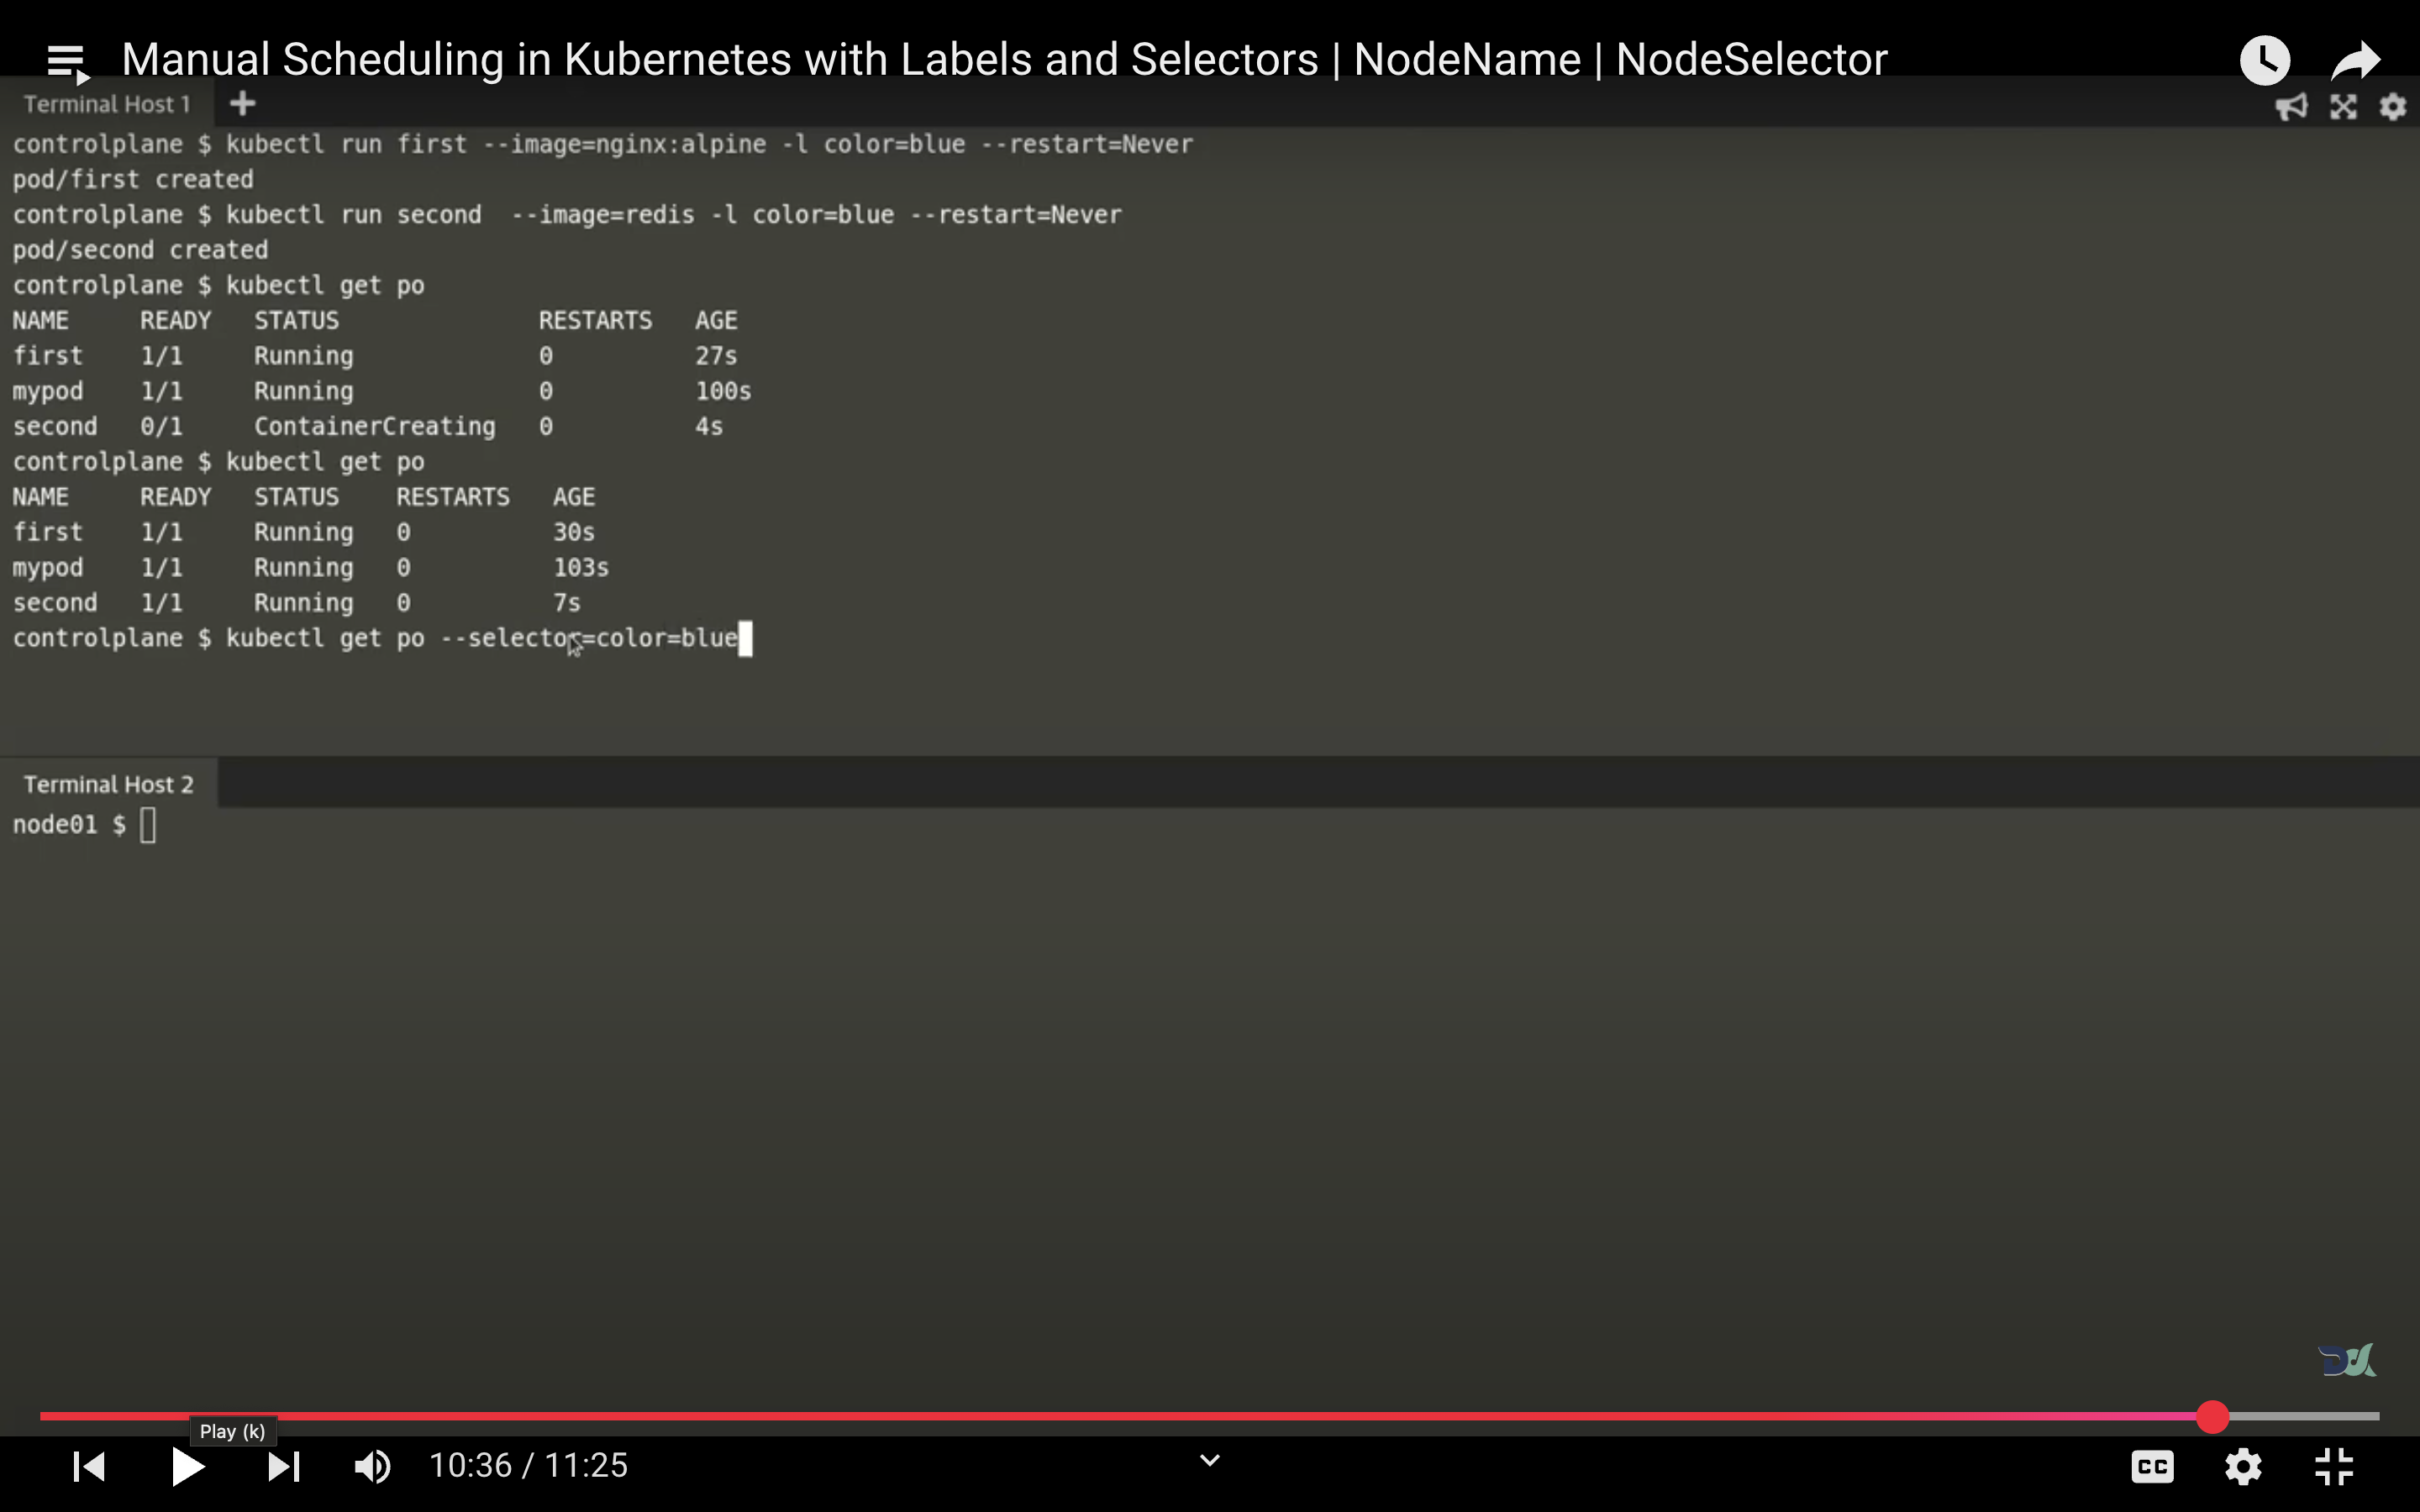 Manual Scheduling in Kubernetes with Labels and Selectors | NodeName | NodeSelector
Terminal Host 1 +
controlplane $ kubectl run first --image=nginx:alpine -l color=blue --restart=Never
pod/first created
controlplane $ kubectl run second  --image=redis -l color=blue --restart=Never
pod/second created
controlplane $ kubectl get po
NAME     READY   STATUS              RESTARTS   AGE
first    1/1     Running             0          27s
mypod    1/1     Running             0          100s
second   0/1     ContainerCreating   0          4s
controlplane $ kubectl get po
NAME     READY   STATUS    RESTARTS   AGE
first    1/1     Running   0          30s
mypod    1/1     Running   0          103s
second   1/1     Running   0          7s
controlplane $ kubectl get po --selector=color=blue
Terminal Host 2
node01 $
Play (k)
10:36 / 11:25
CC